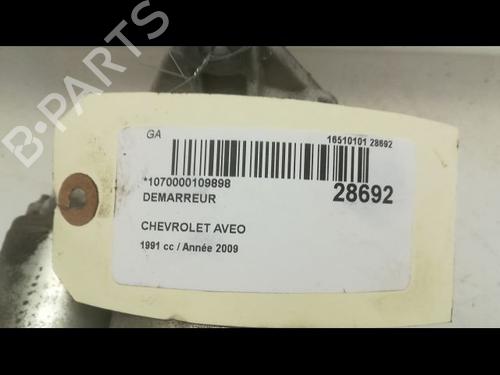 B-PARTS
GA
16510101 28692
*1070000109898
28692
DEMARREUR
CHEVROLET AVEO
1991 cc / Année 2009